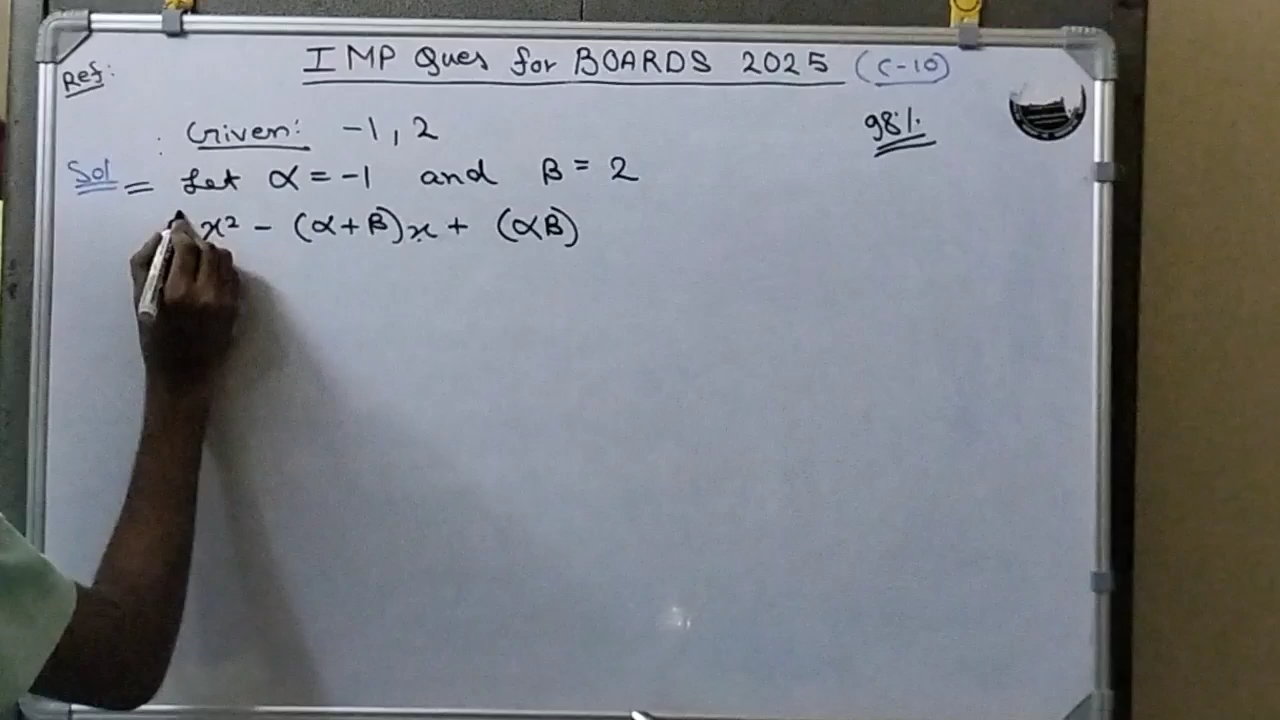 IMP Ques for BOARDS 2025 (C-10)
Ref:
Given: -1, 2
98%
Sol = Let α = -1 and β = 2
x² - (α+β)x + (αβ)